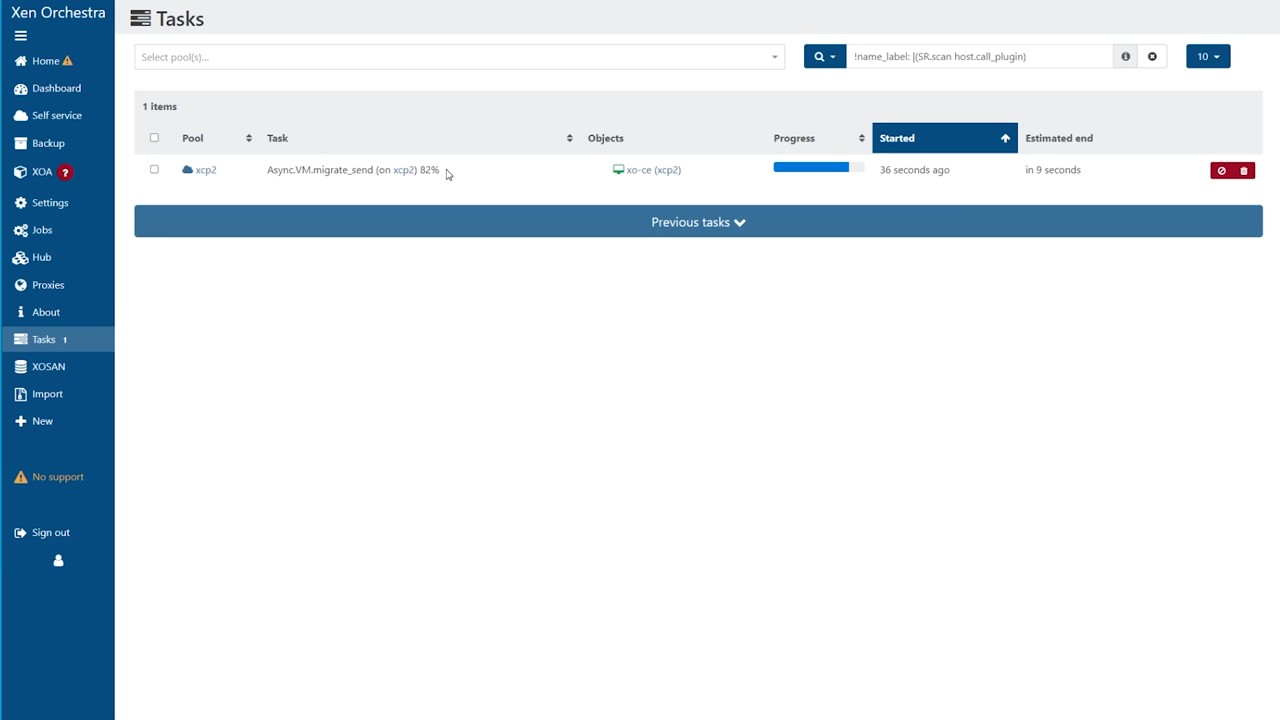 Xen Orchestra
Tasks
Home
Dashboard
Self service
Backup
XOA ?
Settings
Jobs
Hub
Proxies
About
Tasks 1
XOSAN
Import
New
No support
Sign out
Select pool(s)...
!name_label: |(SR.scan host.call_plugin)
10
1 items
Pool Task Objects Progress Started Estimated end
xcp2 Async.VM.migrate_send (on xcp2) 82% xo-ce (xcp2) 36 seconds ago in 9 seconds
Previous tasks